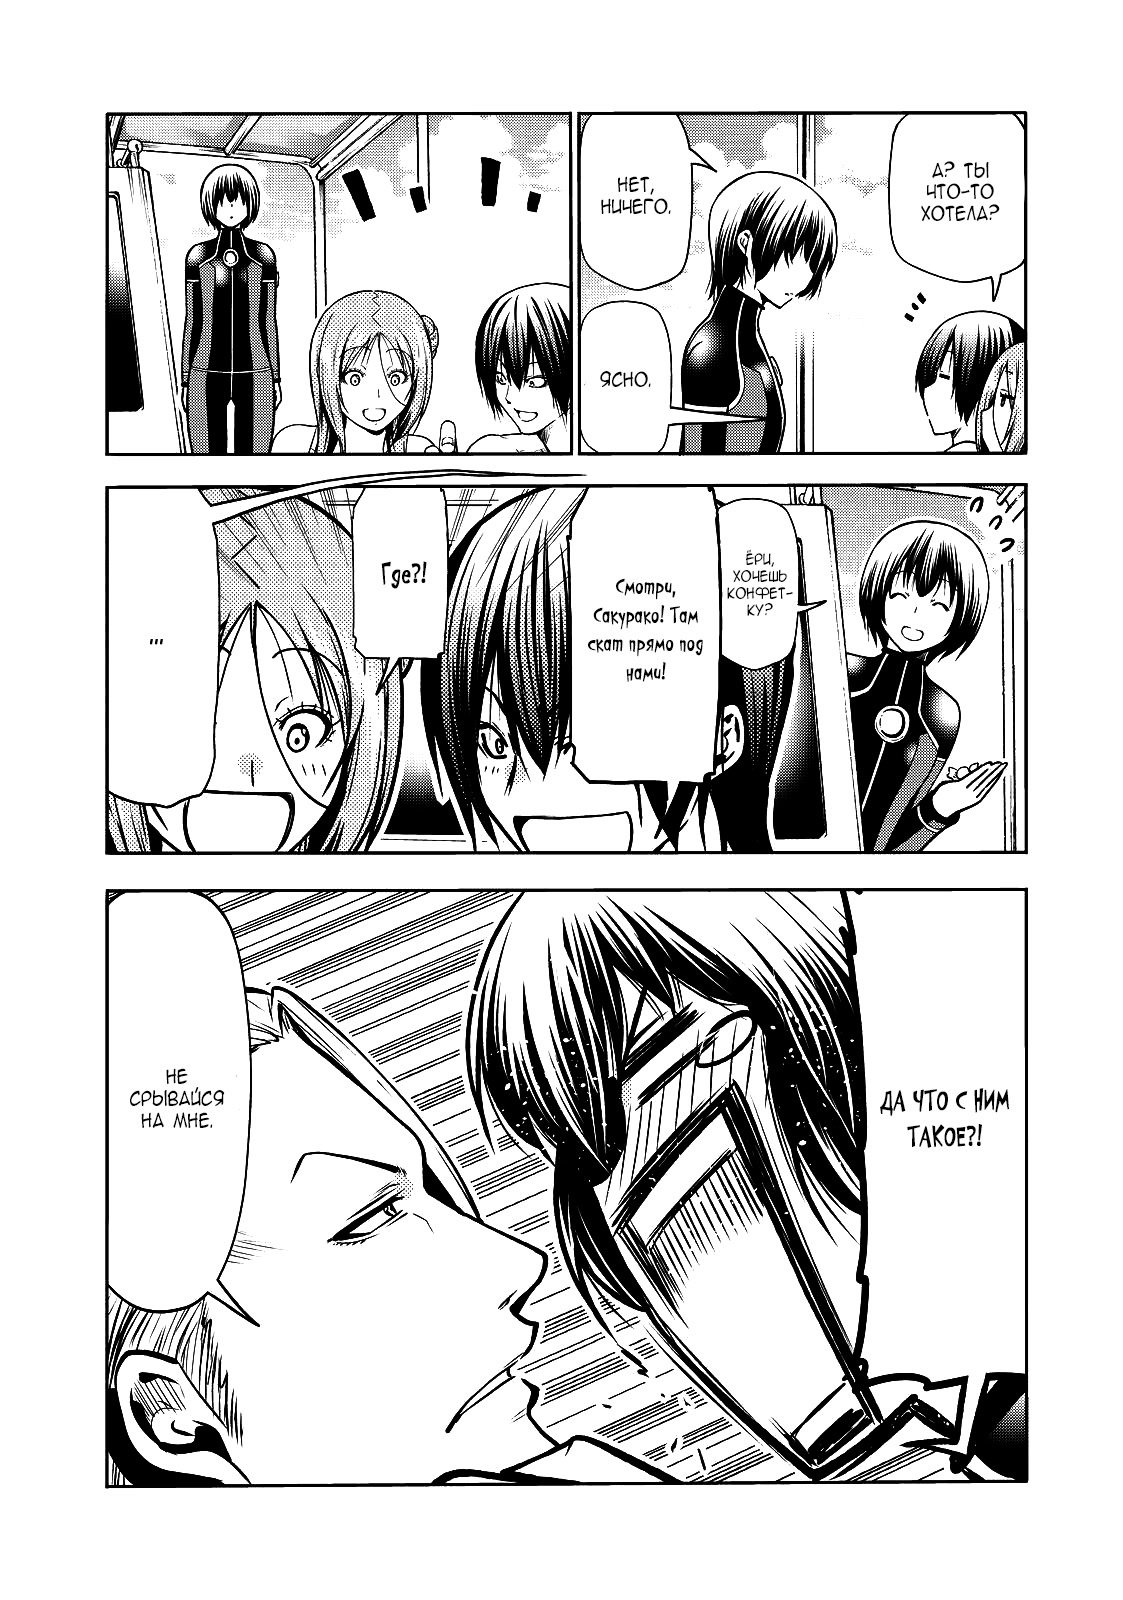 А? ТЫ
ЧТО-ТО
ХОТЕЛА?
НЕТ,
НИЧЕГО.
ЯСНО.
ЁРИ,
ХОЧЕШЬ
КОНФЕТ-
КУ?
Смотри,
Сакурако! Там
скат прямо под
нами!
Где?!
...
ДА ЧТО С НИМ
ТАКОЕ?!
НЕ
СРЫВАЙСЯ
НА МНЕ.